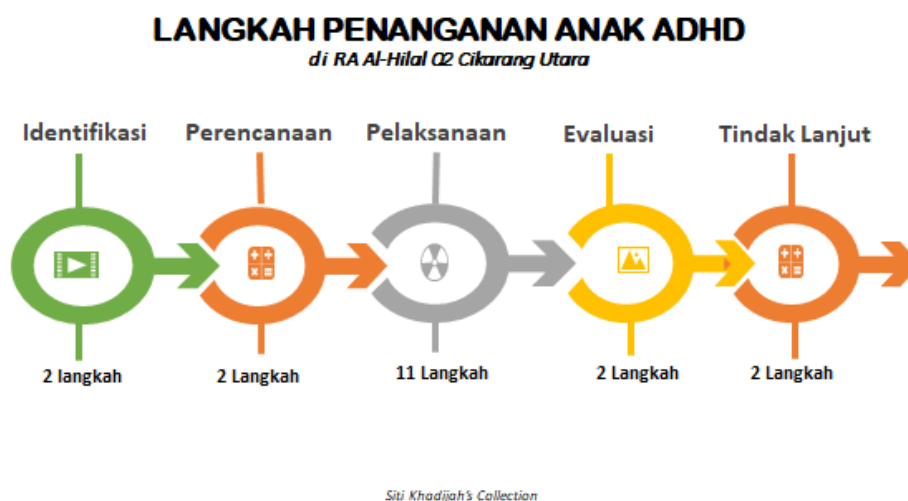 LANGKAH PENANGANAN ANAK ADHD
di RA Al-Hilal 02 Cikarang Utara
Identifikasi
Perencanaan
Pelaksanaan
Evaluasi
Tindak Lanjut
2 langkah
2 Langkah
11 Langkah
2 Langkah
2 Langkah
Siti Khadijah's Collection